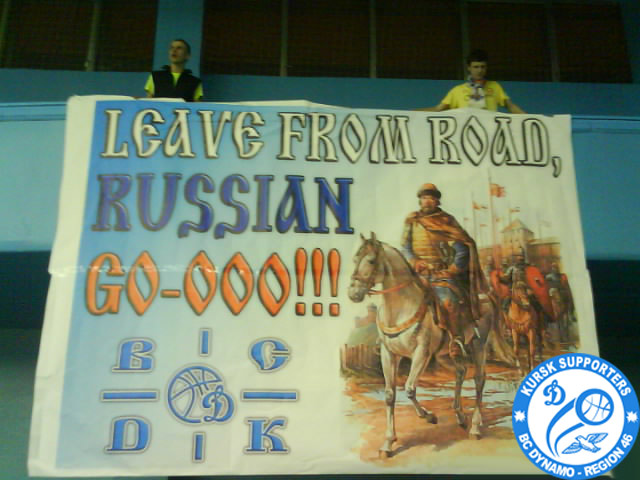 LEAVE FROM ROAD,
RUSSIAN
GO-OOO!!!
B C
D K
KURSK SUPPORTERS
BC DYNAMO - REGION 46